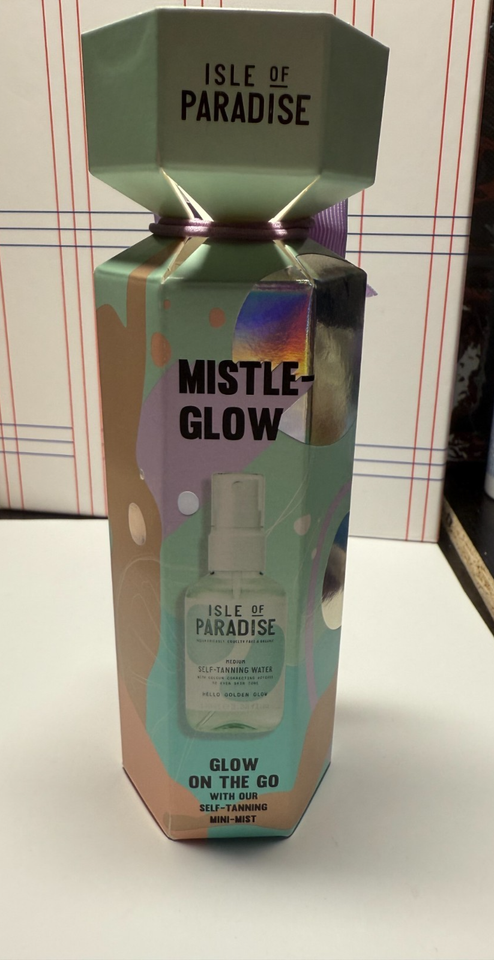 ISLE OF
PARADISE
MISTLE-
GLOW
ISLE OF
PARADISE
MEDIUM
SELF-TANNING WATER
HELLO GOLDEN GLOW
GLOW
ON THE GO
WITH OUR
SELF-TANNING
MINI-MIST